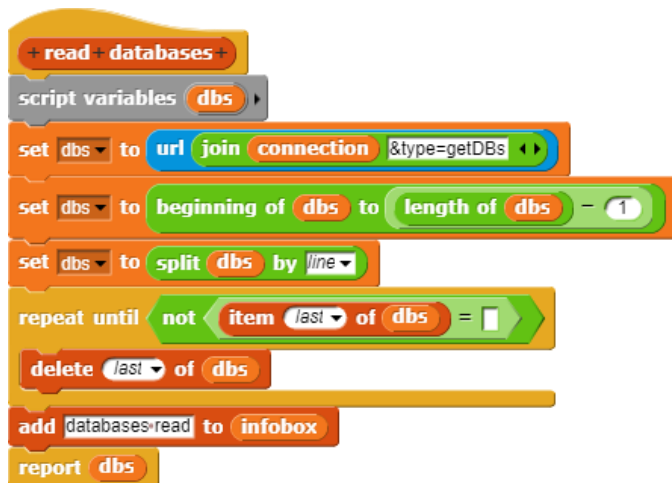 + read + databases +
script variables dbs
set dbs to url join connection &type=getDBs
set dbs to beginning of dbs to length of dbs - 1
set dbs to split dbs by line
repeat until not item last of dbs =
delete last of dbs
add databases read to infobox
report dbs